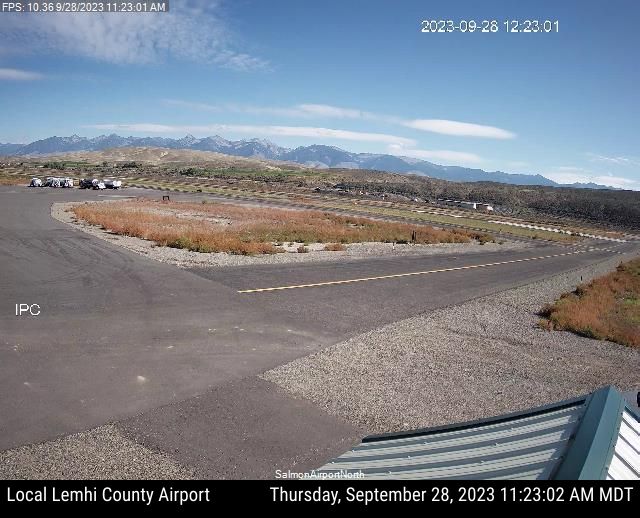 FPS: 10.36 9/28/2023 11:23:01 AM
2023-09-28 12:23:01
IPC
SalmonAirportNorth
Local Lemhi County Airport Thursday, September 28, 2023 11:23:02 AM MDT